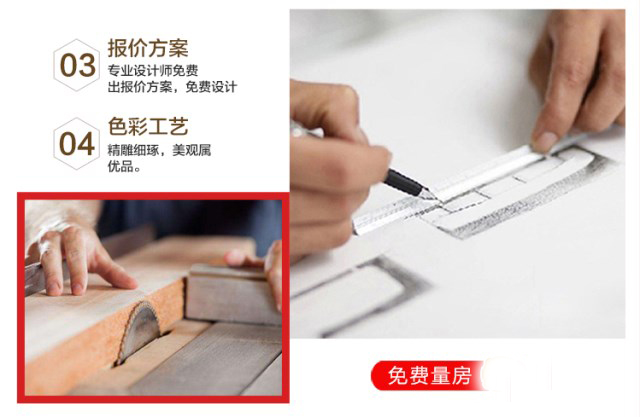 03
报价方案
专业设计师免费
出报价方案，免费设计
04
色彩工艺
精雕细琢，美观属
优品。
免费量房